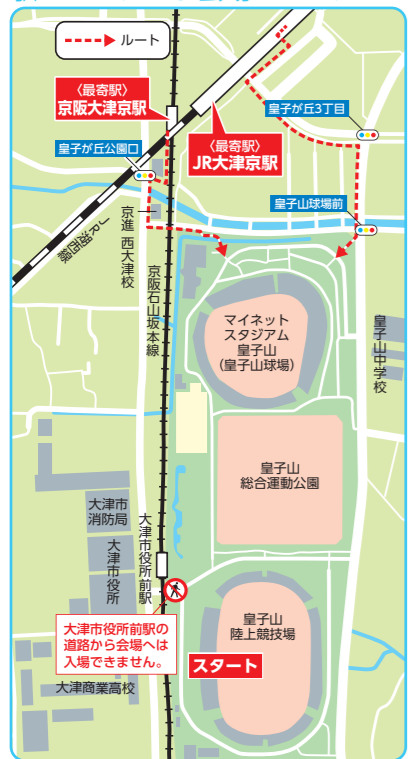 ルート
〈最寄駅〉
京阪大津京駅
皇子が丘3丁目
〈最寄駅〉
JR大津京駅
皇子が丘公園口
皇子山球場前
JR湖西線
京進 西大津校
京阪石山坂本線
マイネット
スタジアム
皇子山
(皇子山球場)
皇子山中学校
皇子山
総合運動公園
大津市
消防局
大津市役所
大津市役所前駅
大津市役所前駅の
道路から会場へは
入場できません。
皇子山
陸上競技場
スタート
大津商業高校